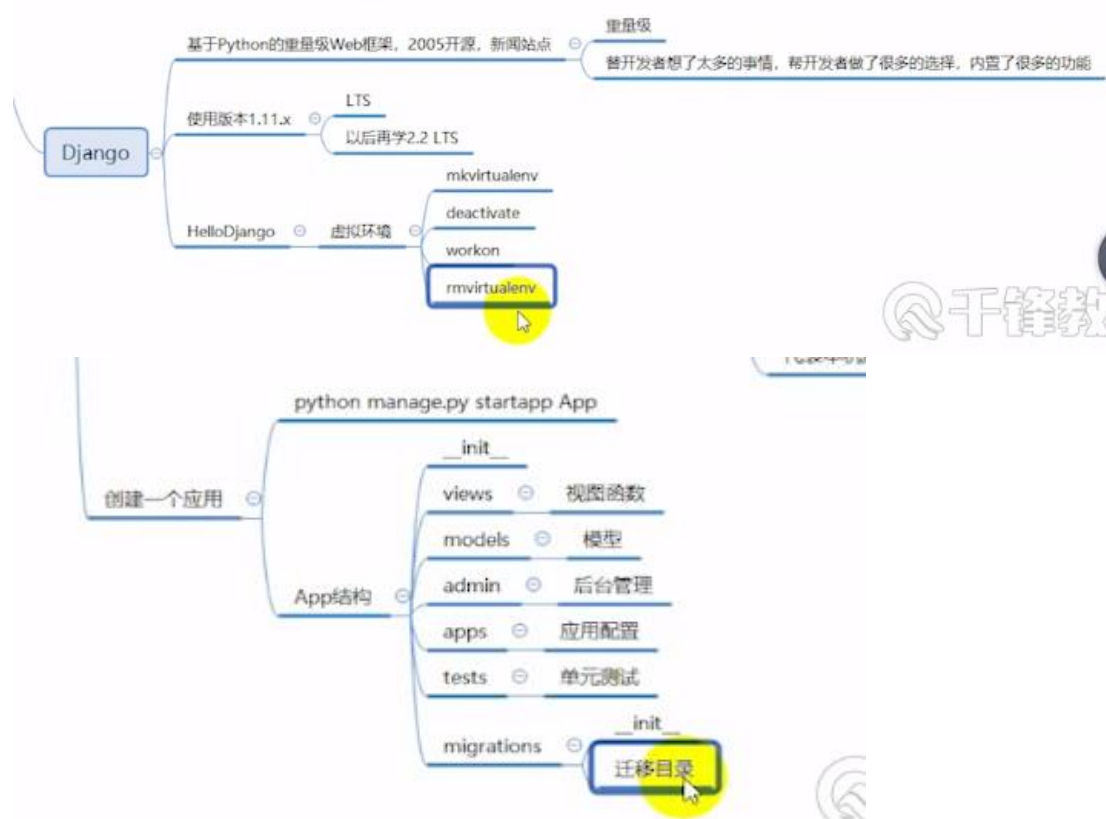 重量级
基于Python的重量级Web框架，2005开源，新闻站点
替开发者想了太多的事情，帮开发者做了很多的选择，内置了很多的功能
LTS
使用版本1.11.x
以后再学2.2 LTS
Django
mkvirtualenv
deactivate
HelloDjango
虚拟环境
workon
rmvirtualenv
千锋教
python manage.py startapp App
__init__
views
视图函数
创建一个应用
models
模型
admin
后台管理
App结构
apps
应用配置
tests
单元测试
__init__
migrations
迁移目录